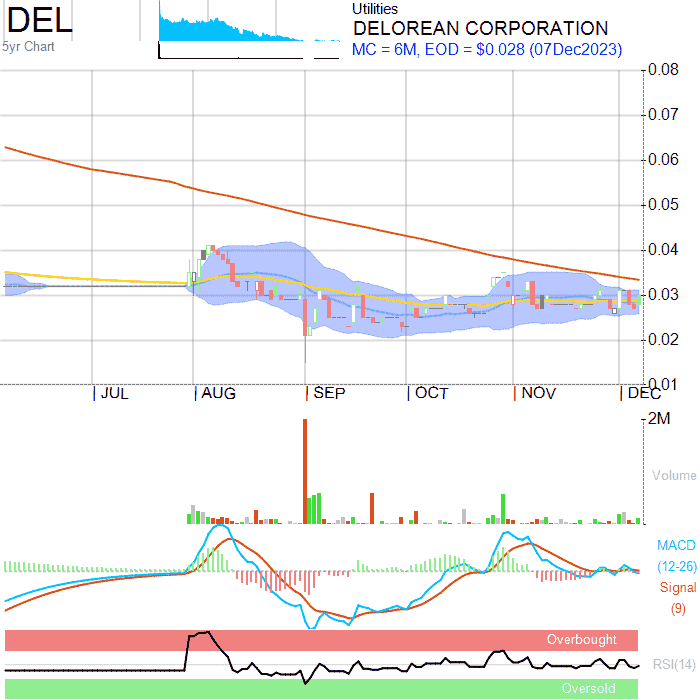 DEL
5yr Chart
Utilities
DELOREAN CORPORATION
MC = 6M, EOD = $0.028 (07Dec2023)
0.08
0.07
0.06
0.05
0.04
0.03
0.02
0.01
JUL
AUG
SEP
OCT
NOV
DEC
2M
Volume
MACD
(12-26)
Signal
(9)
Overbought
RSI(14)
Oversold